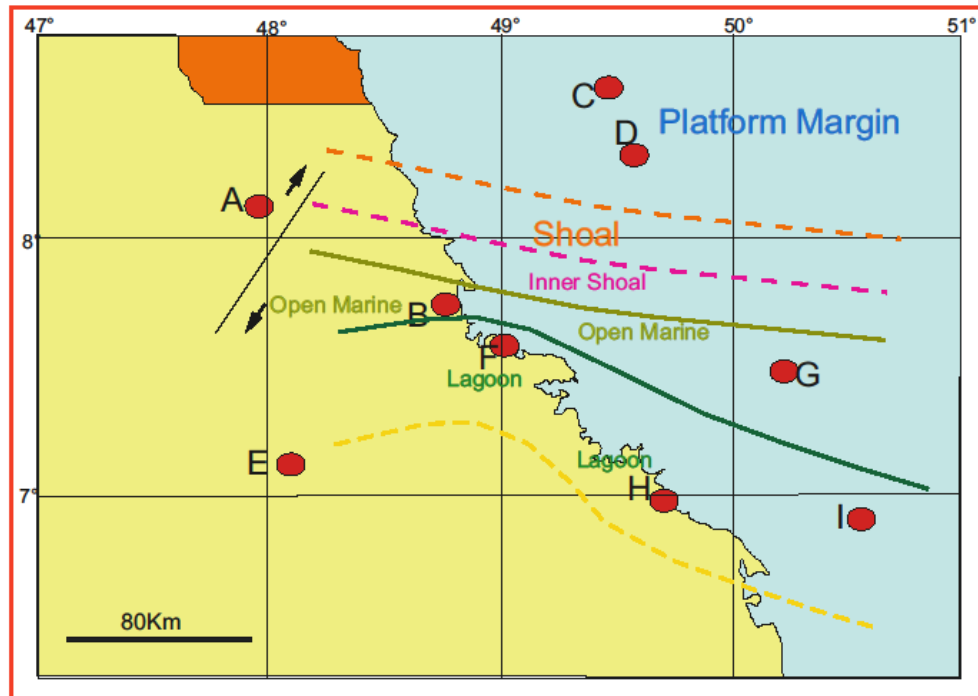 47° 48° 49° 50° 51°
C
Platform Margin
D
A
8°
Shoal
Inner Shoal
Open Marine
B
Open Marine
F
Lagoon
G
E
Lagoon
7°
H
I
80Km